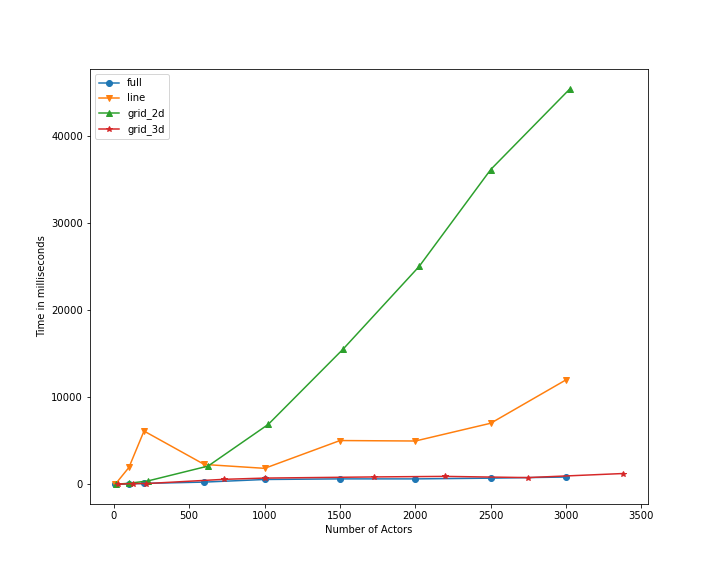 full
line
grid_2d
grid_3d
40000
30000
20000
10000
0
Time in milliseconds
0 500 1000 1500 2000 2500 3000 3500
Number of Actors